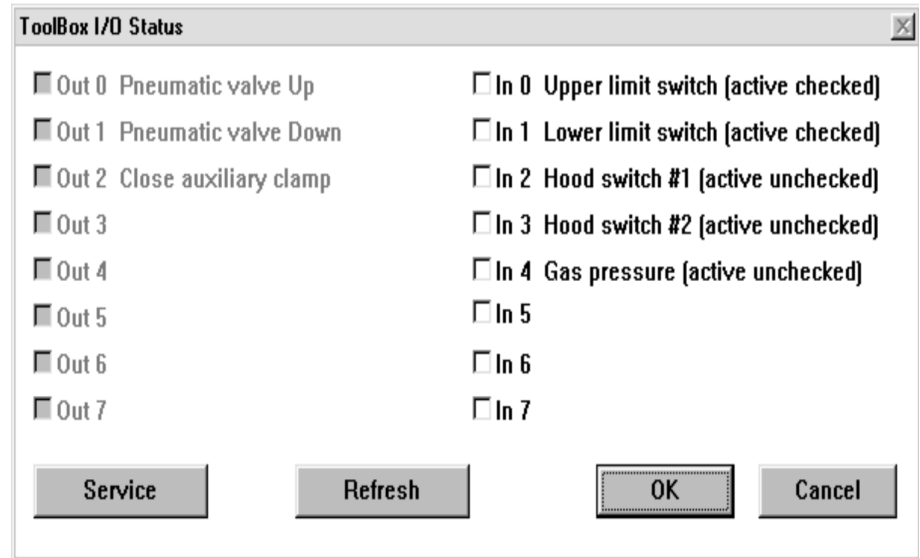 ToolBox I/O Status
Out 0 Pneumatic valve Up
In 0 Upper limit switch (active checked)
Out 1 Pneumatic valve Down
In 1 Lower limit switch (active checked)
Out 2 Close auxiliary clamp
In 2 Hood switch #1 (active unchecked)
Out 3
In 3 Hood switch #2 (active unchecked)
Out 4
In 4 Gas pressure (active unchecked)
Out 5
In 5
Out 6
In 6
Out 7
In 7
Service
Refresh
OK
Cancel